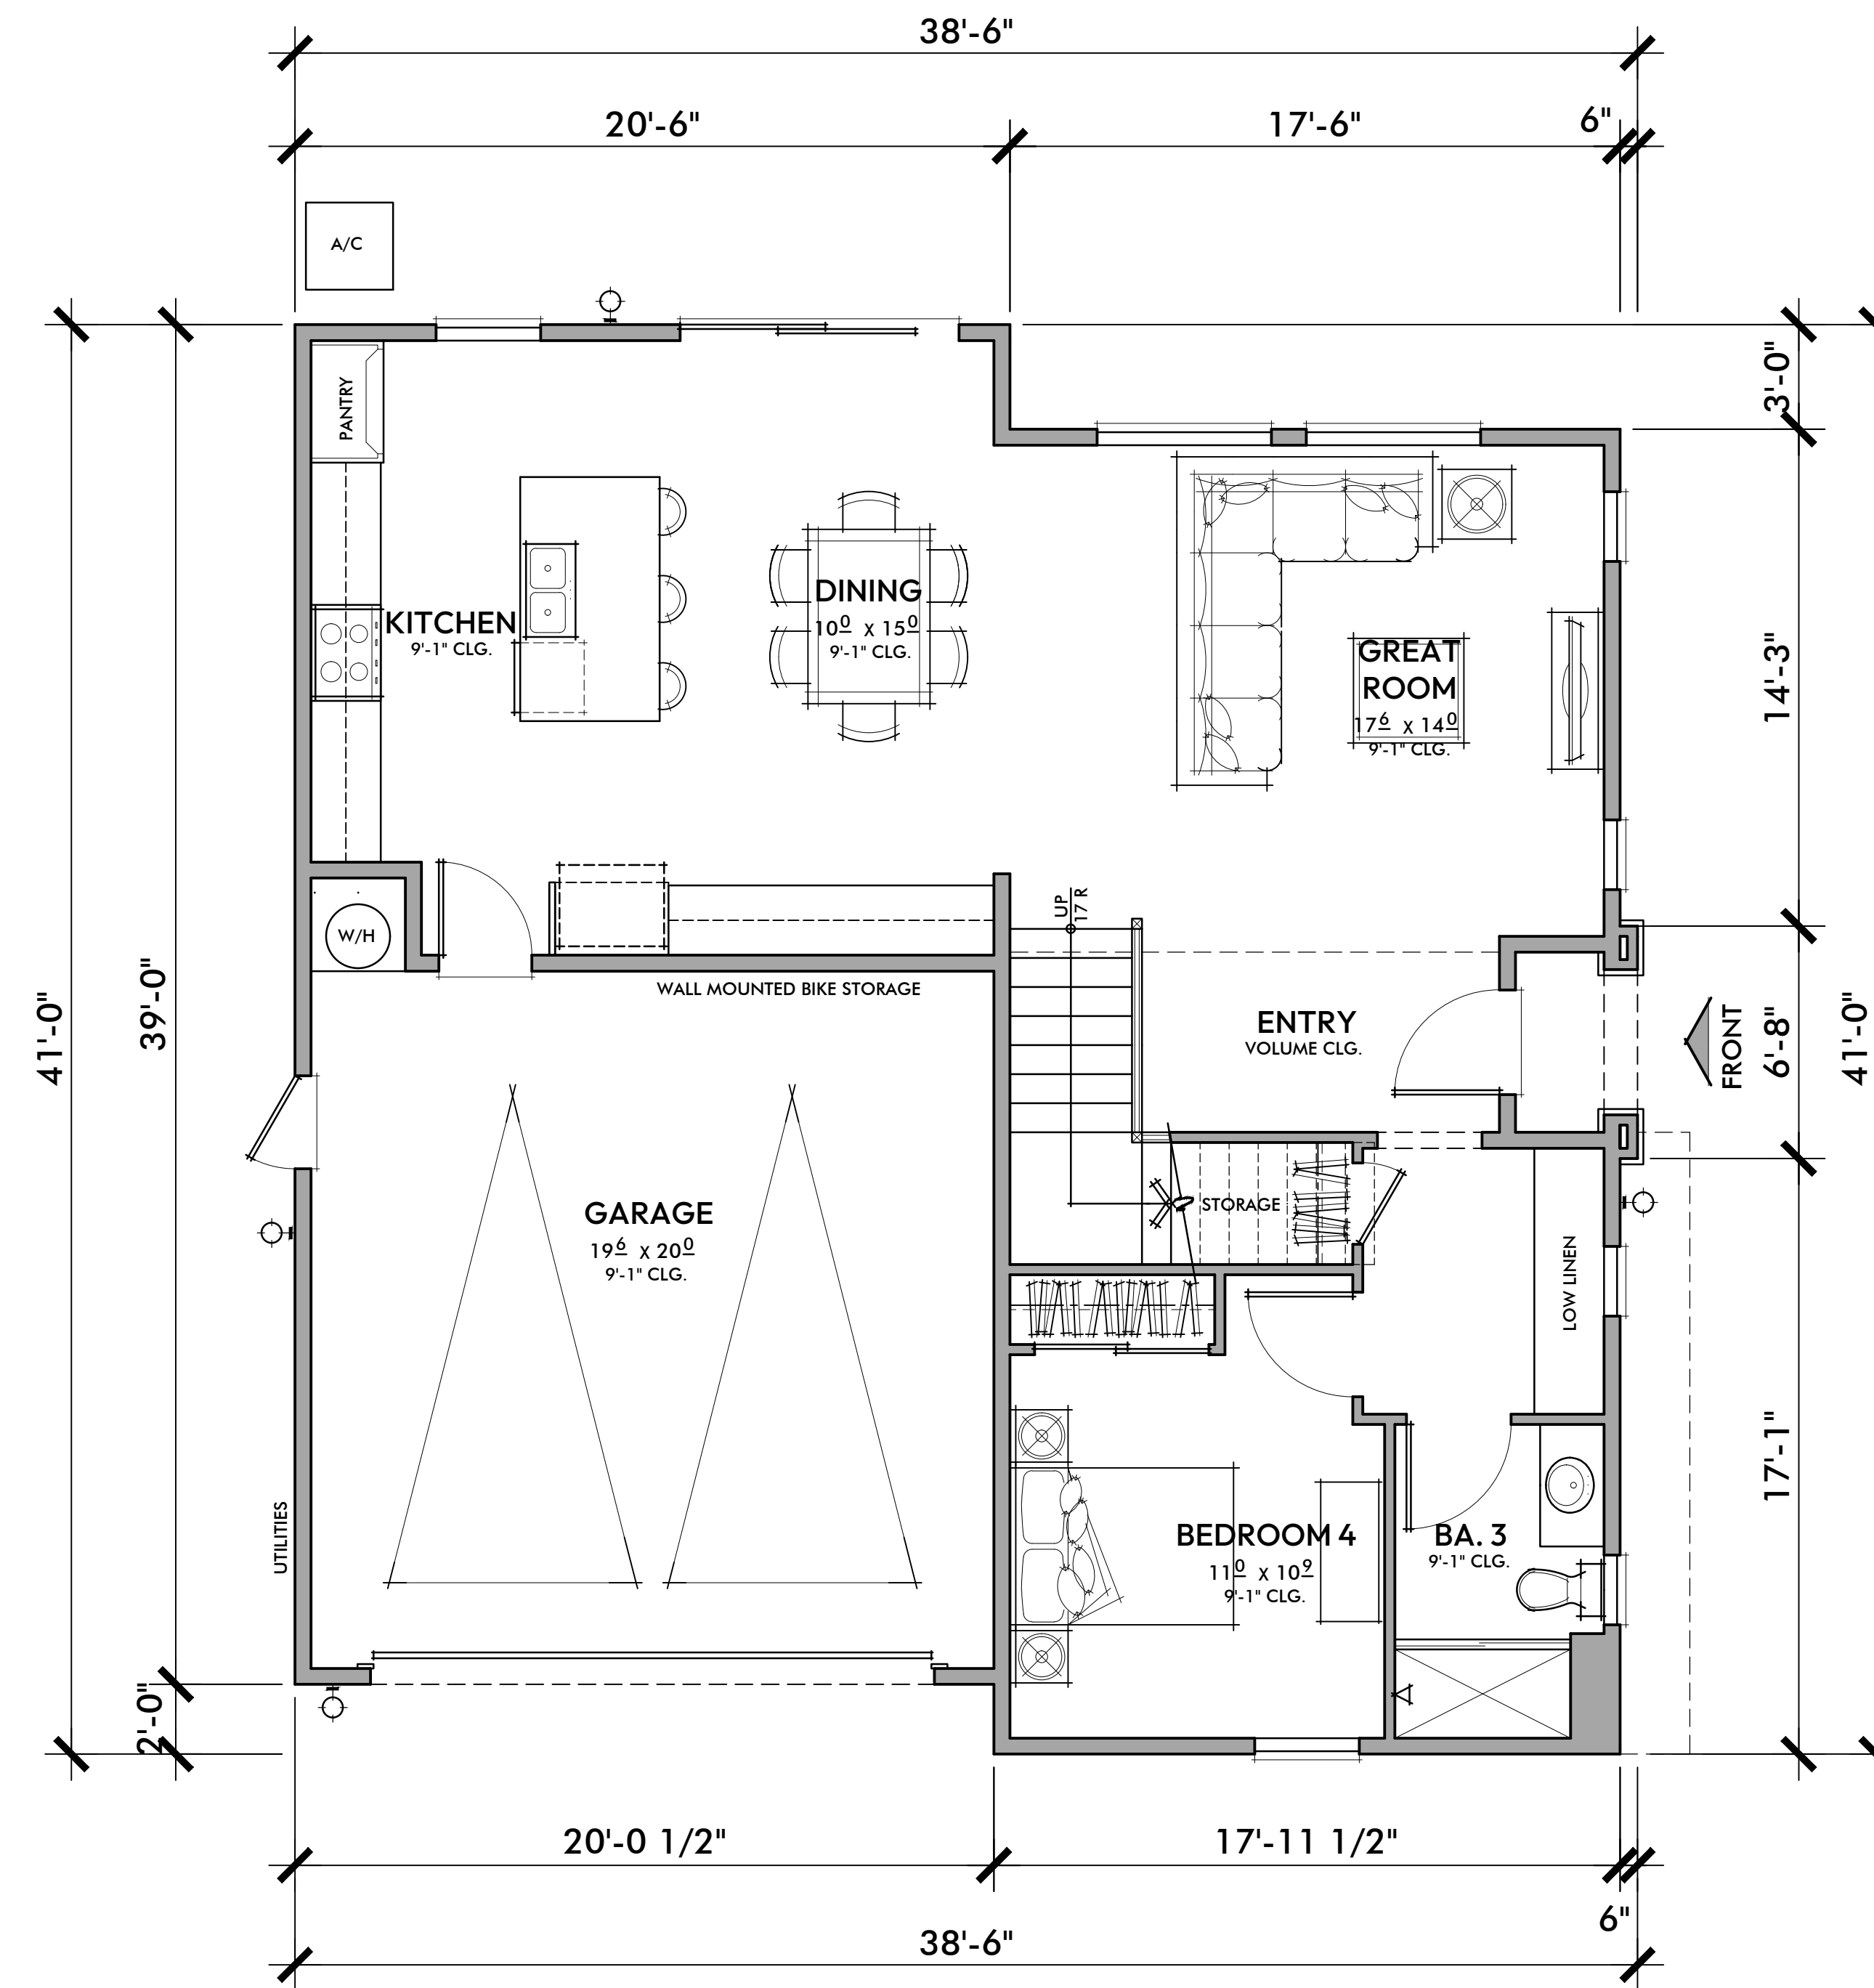 38'-6"
20'-6"
17'-6"
6"
A/C
PANTRY
3'-0"
KITCHEN
9'-1" CLG.
DINING
10⁰ X 15⁰
9'-1" CLG.
GREAT
ROOM
17⁶ X 14⁰
9'-1" CLG.
14'-3"
W/H
UP
17 R
WALL MOUNTED BIKE STORAGE
41'-0"
39'-0"
ENTRY
VOLUME CLG.
FRONT
6'-8"
41'-0"
GARAGE
19⁶ X 20⁰
9'-1" CLG.
STORAGE
LOW LINEN
UTILITIES
BEDROOM 4
11⁰ X 10⁹
9'-1" CLG.
BA. 3
9'-1" CLG.
17'-1"
2'-0"
20'-0 1/2"
17'-11 1/2"
6"
38'-6"